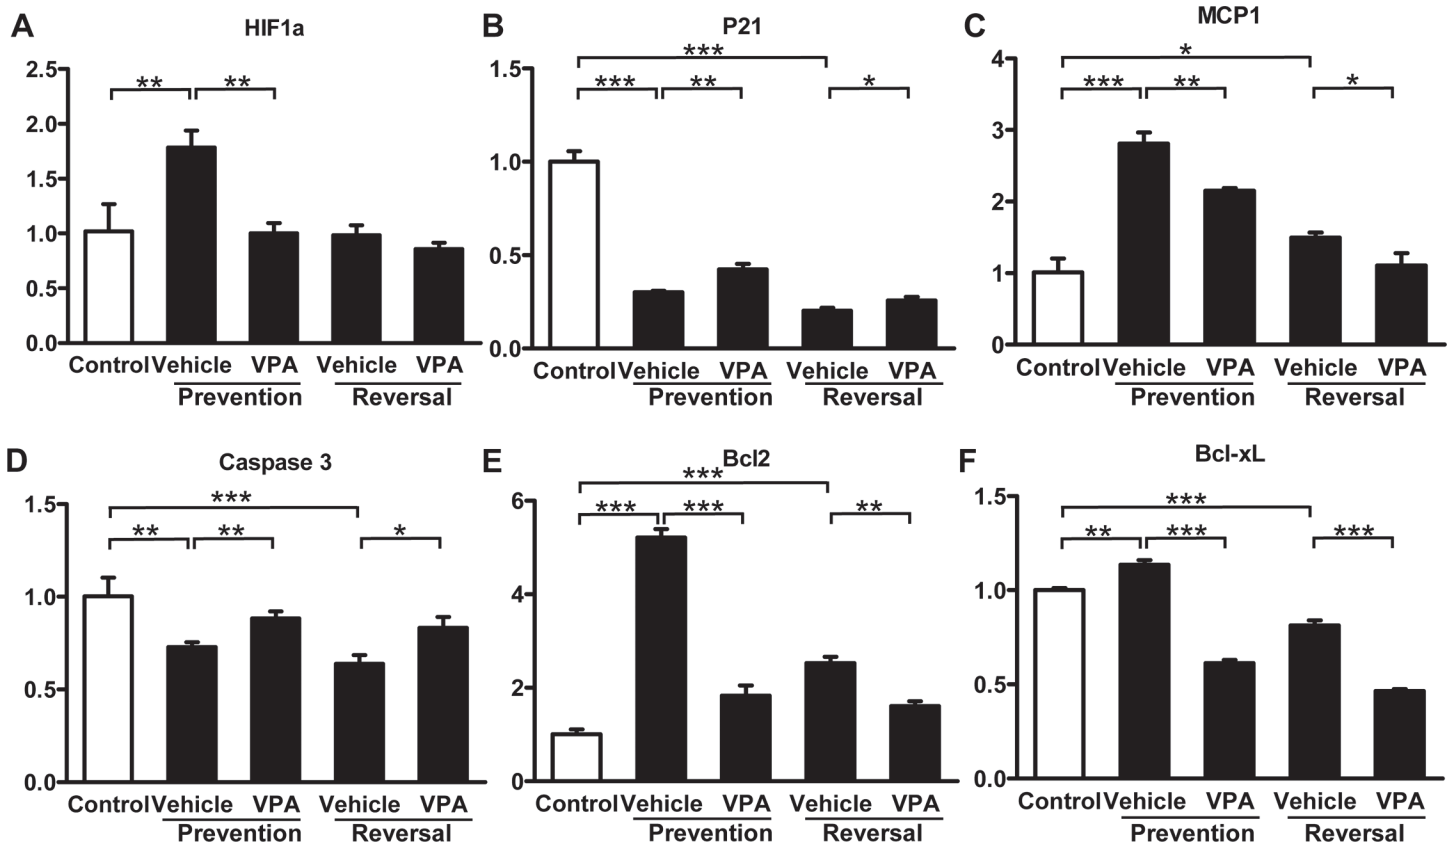 A HIF1a
** **
2.5
2.0
1.5
1.0
0.5
0.0
Control Vehicle VPA Vehicle VPA
Prevention Reversal
B P21
***
*** ** *
1.5
1.0
0.5
0.0
Control Vehicle VPA Vehicle VPA
Prevention Reversal
C MCP1
*
*** ** *
4
3
2
1
0
Control Vehicle VPA Vehicle VPA
Prevention Reversal
D Caspase 3
***
** ** *
1.5
1.0
0.5
0.0
Control Vehicle VPA Vehicle VPA
Prevention Reversal
E Bcl2
***
*** *** **
6
4
2
0
Control Vehicle VPA Vehicle VPA
Prevention Reversal
F Bcl-xL
***
** *** ***
1.5
1.0
0.5
0.0
Control Vehicle VPA Vehicle VPA
Prevention Reversal